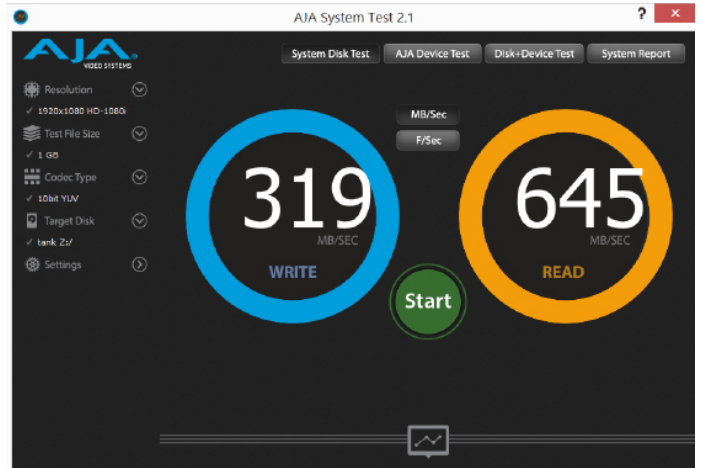 AJA System Test 2.1
?
×
AJA
VIDEO SYSTEMS
System Disk Test
AJA Device Test
Disk+Device Test
System Report
Resolution
✓ 1920x1080 HD-1080i
Test File Size
✓ 1 GB
Codec Type
✓ 10bit YUV
Target Disk
✓ tank Z:/
Settings
MB/Sec
F/Sec
319
MB/SEC
WRITE
645
MB/SEC
READ
Start